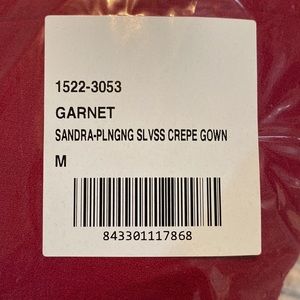 1522-3053
GARNET
SANDRA-PLNGNG SLVSS CREPE GOWN
M
843301117868